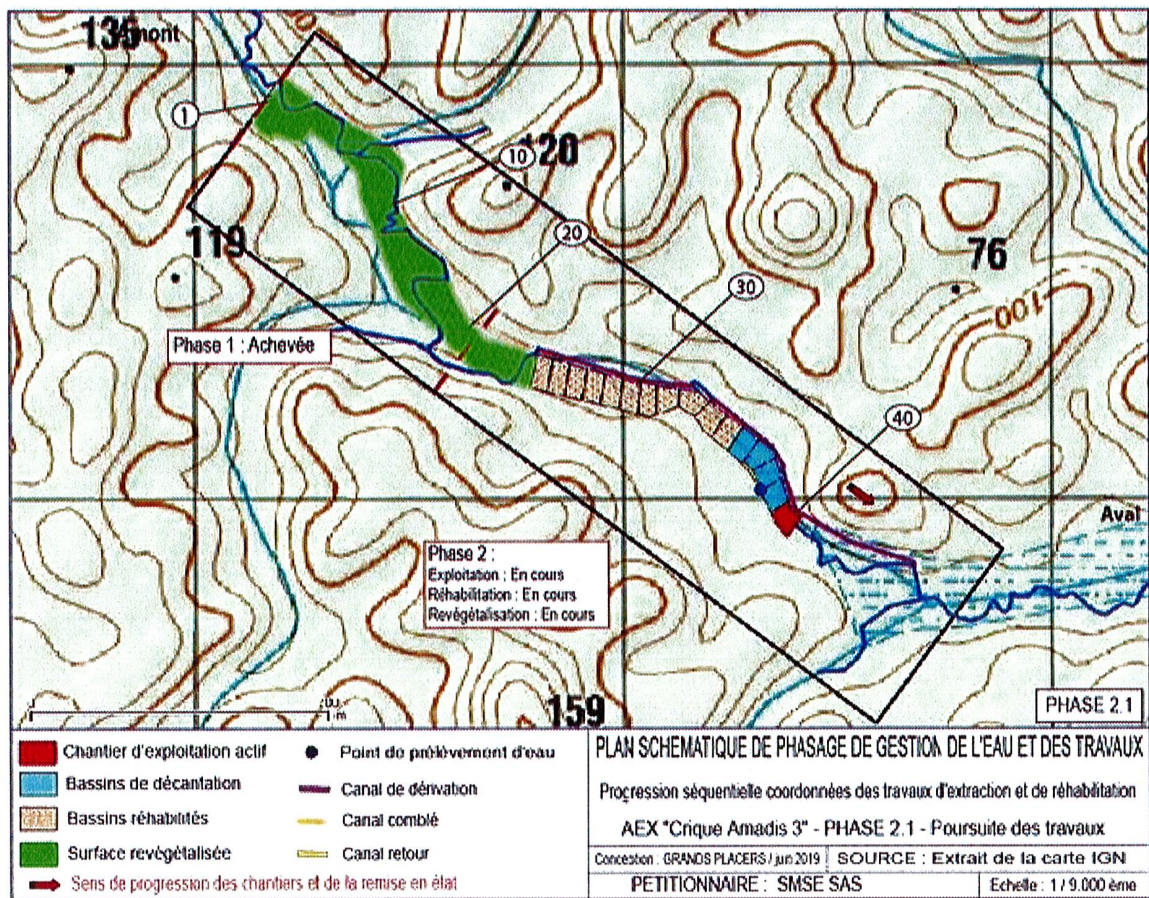 135
Amont
1
10
120
20
119
30
76
100
Phase 1 : Achevée
40
Aval
Phase 2 :
Exploitation : En cours
Réhabilitation : En cours
Revégétalisation : En cours
159
PHASE 2.1
Chantier d'exploitation actif
Bassins de décantation
Bassins réhabilités
Surface revégétalisée
Sens de progression des chantiers et de la remise en état
Point de prélèvement d'eau
Canal de dérivation
Canal comblé
Canal retour
PLAN SCHEMATIQUE DE PHASAGE DE GESTION DE L'EAU ET DES TRAVAUX
Progression séquentielle coordonnées des travaux d'extraction et de réhabilitation
AEX "Crique Amadis 3" - PHASE 2.1 - Poursuite des travaux
Conception : GRANDS PLACERS / juin 2019
SOURCE : Extrait de la carte IGN
PETITIONNAIRE : SMSE SAS
Echelle : 1 / 9.000 ème